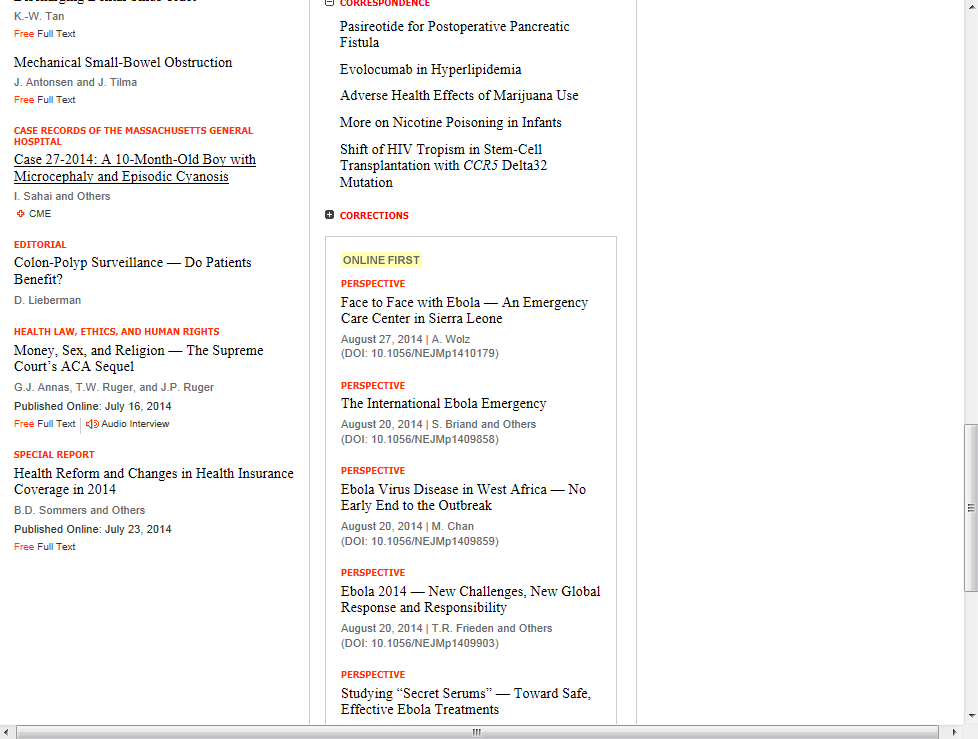 K.-W. Tan
Free Full Text
Mechanical Small-Bowel Obstruction
J. Antonsen and J. Tilma
Free Full Text
CASE RECORDS OF THE MASSACHUSETTS GENERAL
HOSPITAL
Case 27-2014: A 10-Month-Old Boy with
Microcephaly and Episodic Cyanosis
I. Sahai and Others
CME
EDITORIAL
Colon-Polyp Surveillance — Do Patients
Benefit?
D. Lieberman
HEALTH LAW, ETHICS, AND HUMAN RIGHTS
Money, Sex, and Religion — The Supreme
Court's ACA Sequel
G.J. Annas, T.W. Ruger, and J.P. Ruger
Published Online: July 16, 2014
Free Full Text | Audio Interview
SPECIAL REPORT
Health Reform and Changes in Health Insurance
Coverage in 2014
B.D. Sommers and Others
Published Online: July 23, 2014
Free Full Text
CORRESPONDENCE
Pasireotide for Postoperative Pancreatic
Fistula
Evolocumab in Hyperlipidemia
Adverse Health Effects of Marijuana Use
More on Nicotine Poisoning in Infants
Shift of HIV Tropism in Stem-Cell
Transplantation with CCR5 Delta32
Mutation
CORRECTIONS
ONLINE FIRST
PERSPECTIVE
Face to Face with Ebola — An Emergency
Care Center in Sierra Leone
August 27, 2014 | A. Wolz
(DOI: 10.1056/NEJMp1410179)
PERSPECTIVE
The International Ebola Emergency
August 20, 2014 | S. Briand and Others
(DOI: 10.1056/NEJMp1409858)
PERSPECTIVE
Ebola Virus Disease in West Africa — No
Early End to the Outbreak
August 20, 2014 | M. Chan
(DOI: 10.1056/NEJMp1409859)
PERSPECTIVE
Ebola 2014 — New Challenges, New Global
Response and Responsibility
August 20, 2014 | T.R. Frieden and Others
(DOI: 10.1056/NEJMp1409903)
PERSPECTIVE
Studying “Secret Serums” — Toward Safe,
Effective Ebola Treatments